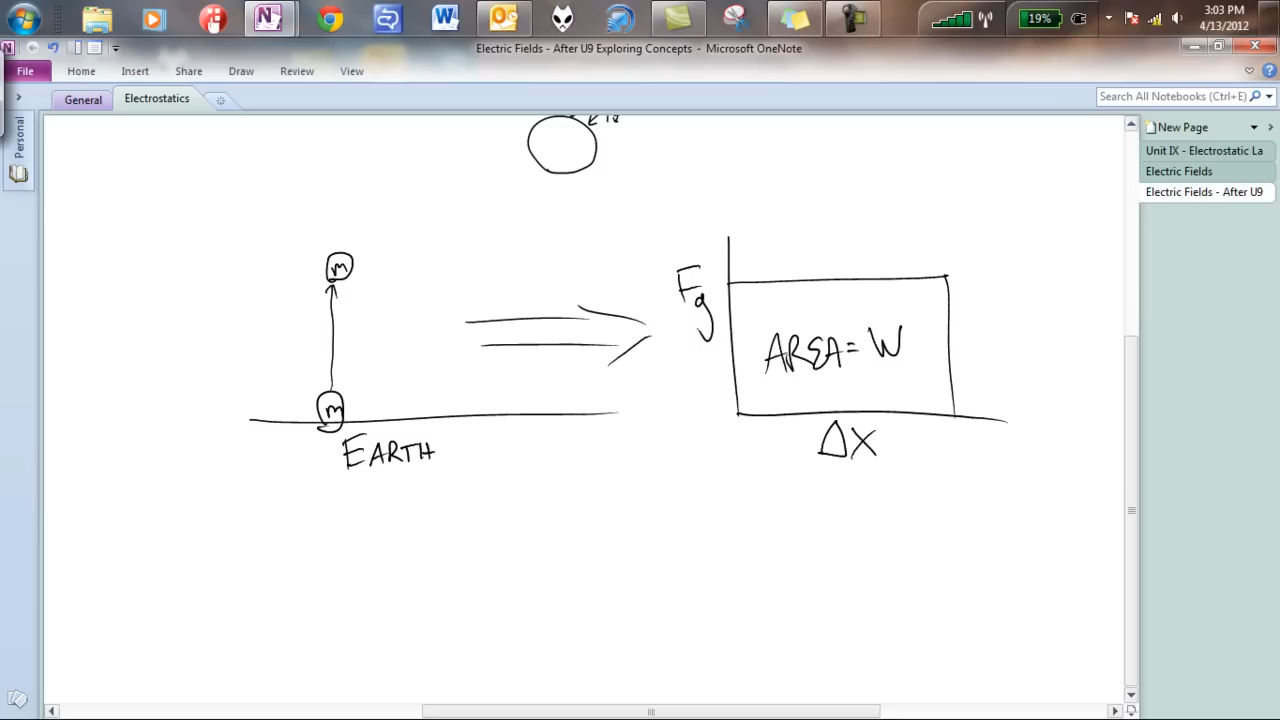 3:03 PM
19%
4/13/2012
Electric Fields - After U9 Exploring Concepts - Microsoft OneNote
File Home Insert Share Draw Review View
General Electrostatics
Search All Notebooks (Ctrl+E)
Personal
New Page
Unit IX - Electrostatic La
Electric Fields
Electric Fields - After U9
m
m
EARTH
Fg
AREA = W
ΔX